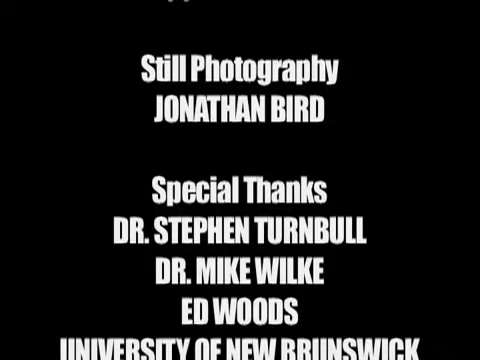 Still Photography
JONATHAN BIRD
Special Thanks
DR. STEPHEN TURNBULL
DR. MIKE WILKE
ED WOODS
UNIVERSITY OF NEW BRUNSWICK